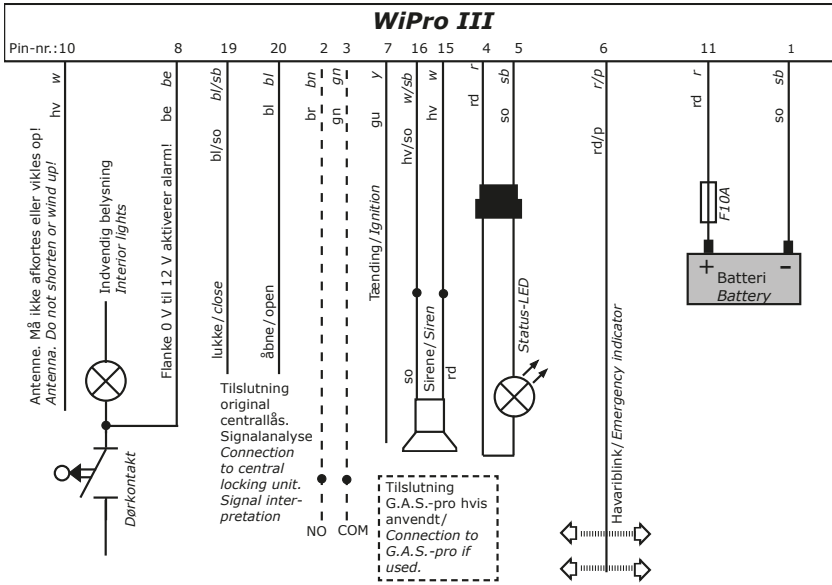 WiPro III
Pin-nr.:10 8 19 20 2 3 7 16 15 4 5 6 11 1
w
hv
be
be
bl/sb
bl/so
bl
bl
bn
br
gn
gn
y
gu
w/sb
hv/so
w
hv
r
rd
sb
so
r/p
rd/p
r
rd
sb
so
Antenne. Må ikke afkortes eller vikles op!
Antenna. Do not shorten or wind up!
Indvendig belysning
Interior lights
Flanke 0 V til 12 V aktiverer alarm!
lukke/close
åbne/open
Tænding/Ignition
so
Sirene/Siren
rd
Status-LED
Havariblink/Emergency indicator
F10A
+ -
Batteri
Battery
Dørkontakt
Tilslutning
original
centrallås.
Signalanalyse
Connection
to central
locking unit.
Signal inter-
pretation
NO COM
Tilslutning
G.A.S.-pro hvis
anvendt/
Connection to
G.A.S.-pro if
used.